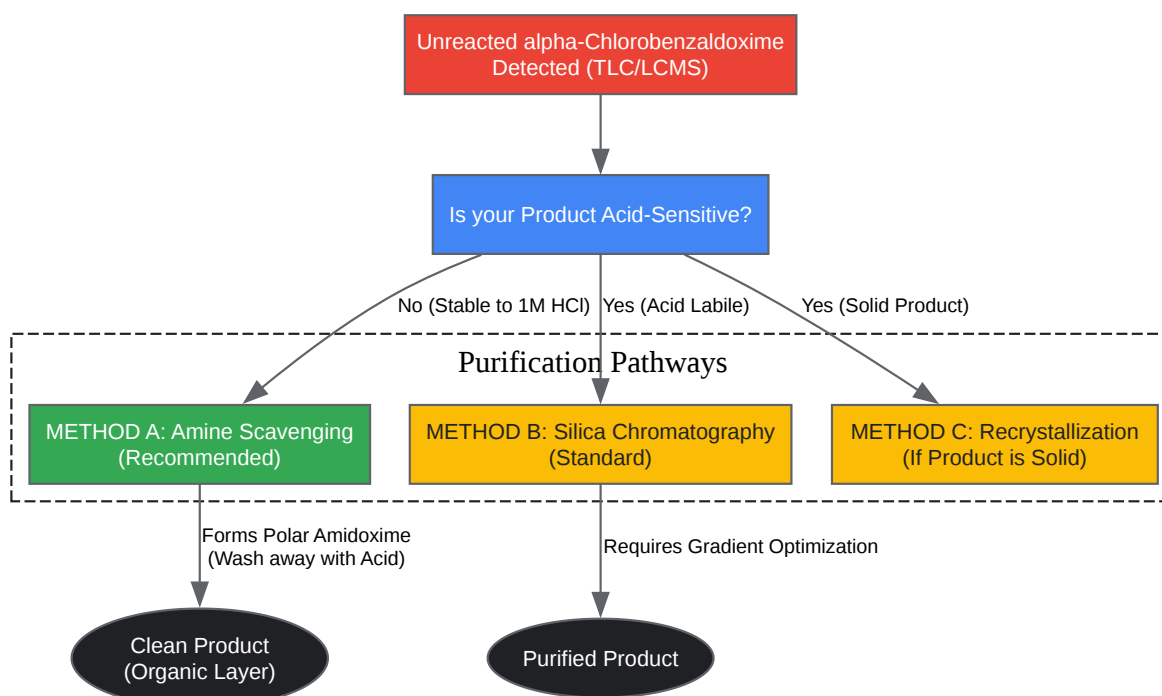 Unreacted alpha-Chlorobenzaldoxime
Detected (TLC/LCMS)
Is your Product Acid-Sensitive?
No (Stable to 1M HCl)
Yes (Acid Labile)
Yes (Solid Product)
Purification Pathways
METHOD A: Amine Scavenging
(Recommended)
METHOD B: Silica Chromatography
(Standard)
METHOD C: Recrystallization
(If Product is Solid)
Forms Polar Amidoxime
(Wash away with Acid)
Requires Gradient Optimization
Clean Product
(Organic Layer)
Purified Product